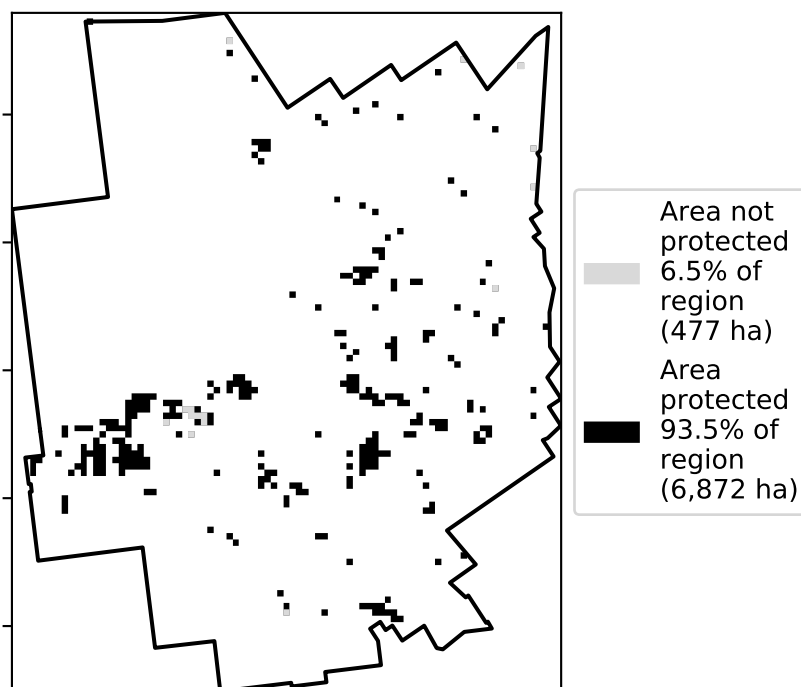 Area not
protected
6.5% of
region
(477 ha)
Area
protected
93.5% of
region
(6,872 ha)